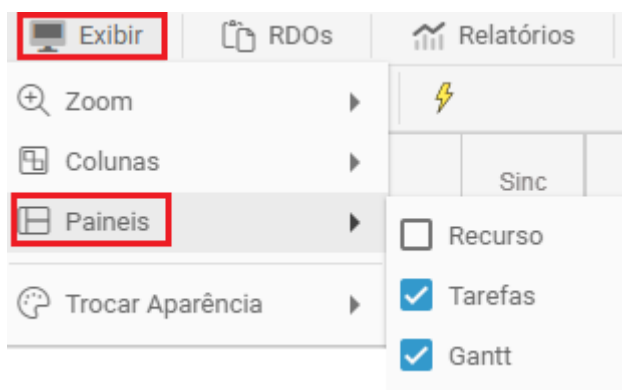 Exibir RDOs Relatórios
Zoom
Colunas
Sinc
Paineis
Recurso
Tarefas
Trocar Aparência
Gantt